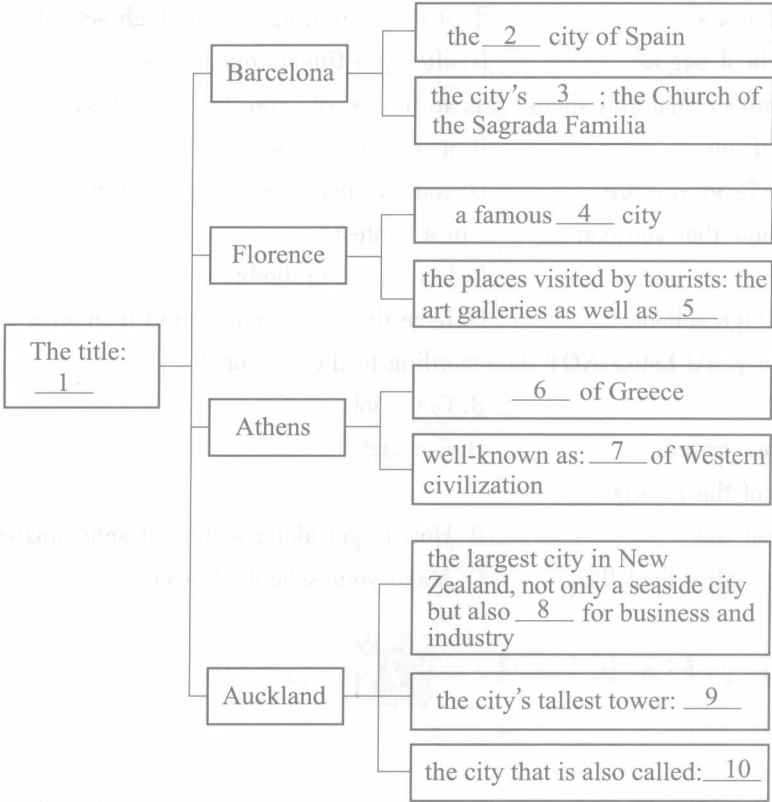 the 2 city of Spain
Barcelona
the city's 3 : the Church of
the Sagrada Familia
a famous 4 city
Florence
the places visited by tourists: the
art galleries as well as 5
The title:
1
6 of Greece
Athens
well-known as: 7 of Western
civilization
the largest city in New
Zealand, not only a seaside city
but also 8 for business and
industry
Auckland
the city's tallest tower: 9
the city that is also called: 10